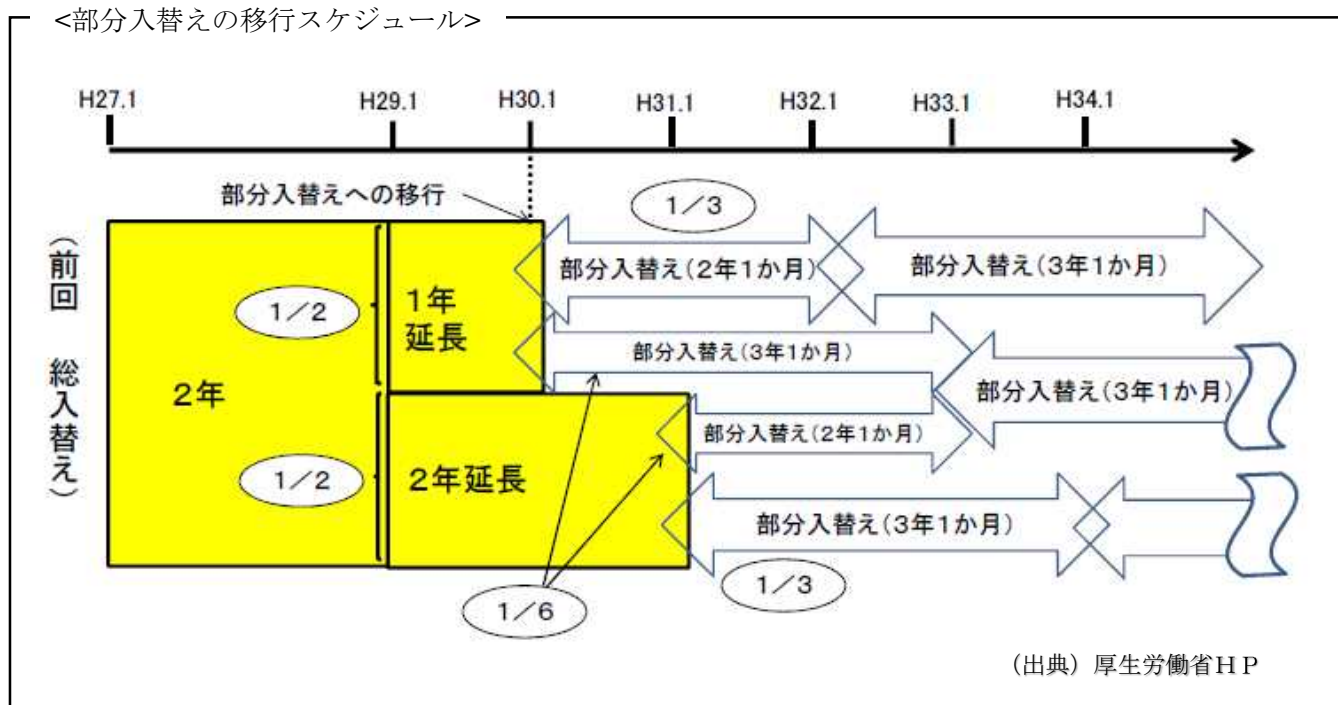 <部分入替えの移行スケジュール>
H27.1
H29.1
H30.1
H31.1
H32.1
H33.1
H34.1
部分入替えへの移行
1/3
(前回 総入替え)
2年
1/2
1年
延長
部分入替え(2年1か月)
部分入替え(3年1か月)
部分入替え(3年1か月)
部分入替え(3年1か月)
1/2
2年延長
部分入替え(2年1か月)
部分入替え(3年1か月)
1/6
1/3
(出典) 厚生労働省HP